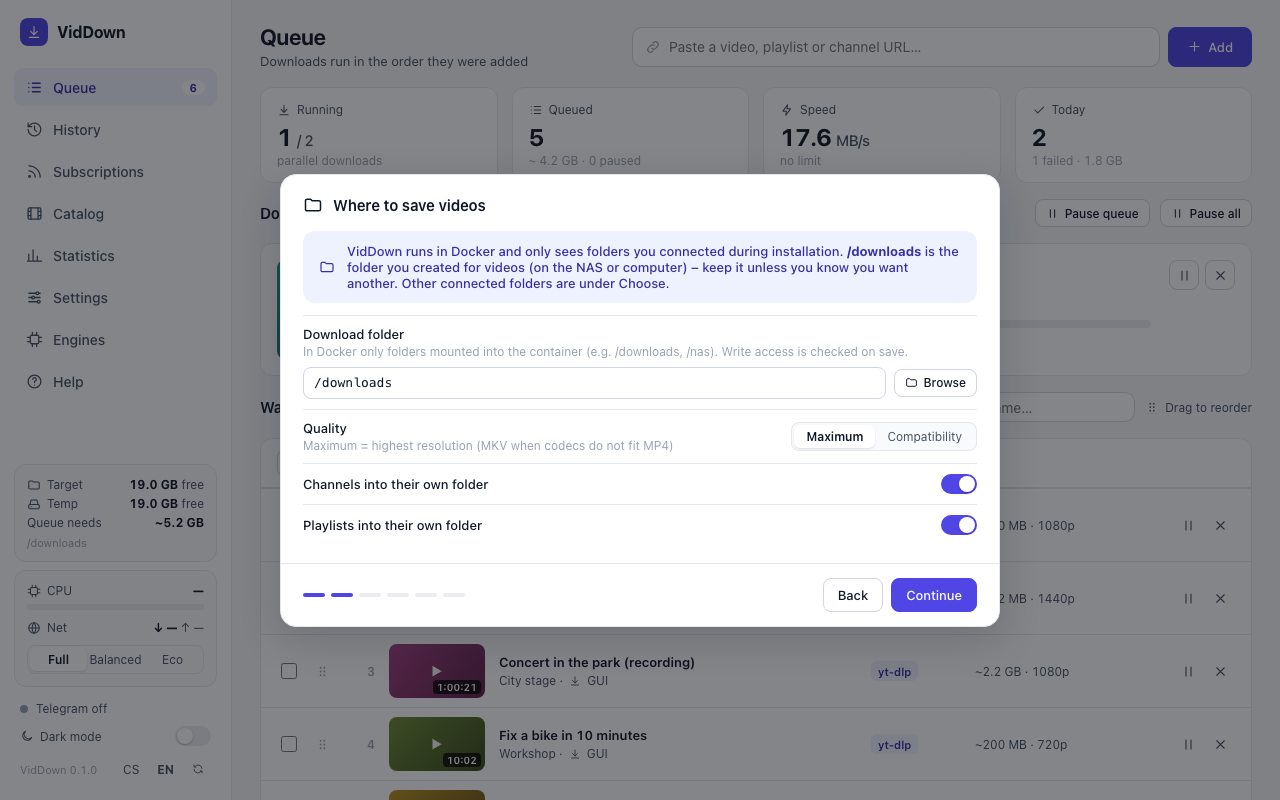 VidDown
Queue
6
History
Subscriptions
Catalog
Statistics
Settings
Engines
Help
Target 19.0 GB free
Temp 19.0 GB free
Queue needs ~5.2 GB
/downloads
CPU –
Net ↓ – ↑ –
Full Balanced Eco
Telegram off
Dark mode
VidDown 0.1.0 CS EN
Queue
Downloads run in the order they were added
Paste a video, playlist or channel URL...
Add
Running
1 / 2
parallel downloads
Queued
5
~ 4.2 GB · 0 paused
Speed
17.6 MB/s
no limit
Today
2
1 failed · 1.8 GB
Pause queue
Pause all
Where to save videos
VidDown runs in Docker and only sees folders you connected during installation. /downloads is the
folder you created for videos (on the NAS or computer) – keep it unless you know you want
another. Other connected folders are under Choose.
Download folder
In Docker only folders mounted into the container (e.g. /downloads, /nas). Write access is checked on save.
/downloads
Browse
Quality
Maximum = highest resolution (MKV when codecs do not fit MP4)
Maximum Compatibility
Channels into their own folder
Playlists into their own folder
Back
Continue
Drag to reorder
MB · 1080p
MB · 1440p
3
1:00:21
Concert in the park (recording)
City stage · GUI
yt-dlp
~2.2 GB · 1080p
4
10:02
Fix a bike in 10 minutes
Workshop · GUI
yt-dlp
~200 MB · 720p